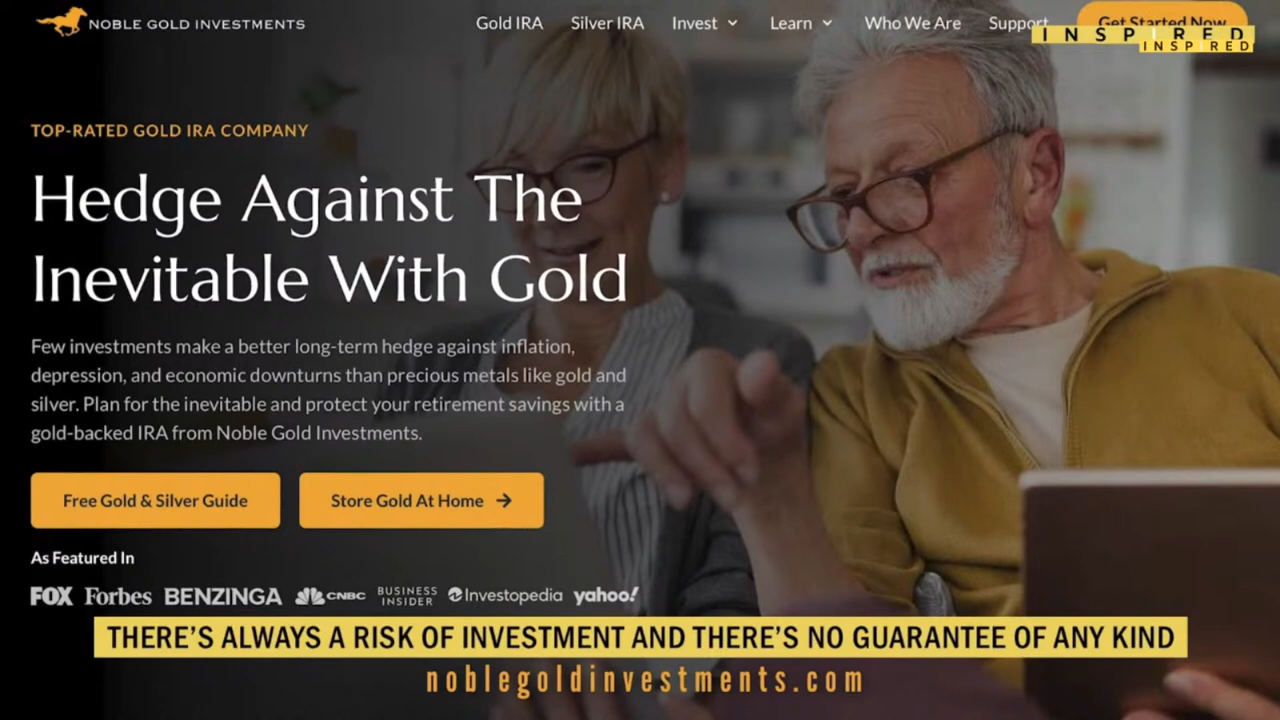 NOBLE GOLD INVESTMENTS
Gold IRA Silver IRA Invest Learn Who We Are Support Get Started Now
INSPIRED
INSPIRED
TOP-RATED GOLD IRA COMPANY
Hedge Against The
Inevitable With Gold
Few investments make a better long-term hedge against inflation,
depression, and economic downturns than precious metals like gold and
silver. Plan for the inevitable and protect your retirement savings with a
gold-backed IRA from Noble Gold Investments.
Free Gold & Silver Guide Store Gold At Home →
As Featured In
FOX Forbes BENZINGA CNBC BUSINESS INSIDER Investopedia yahoo!
THERE'S ALWAYS A RISK OF INVESTMENT AND THERE'S NO GUARANTEE OF ANY KIND
noblegoldinvestments.com